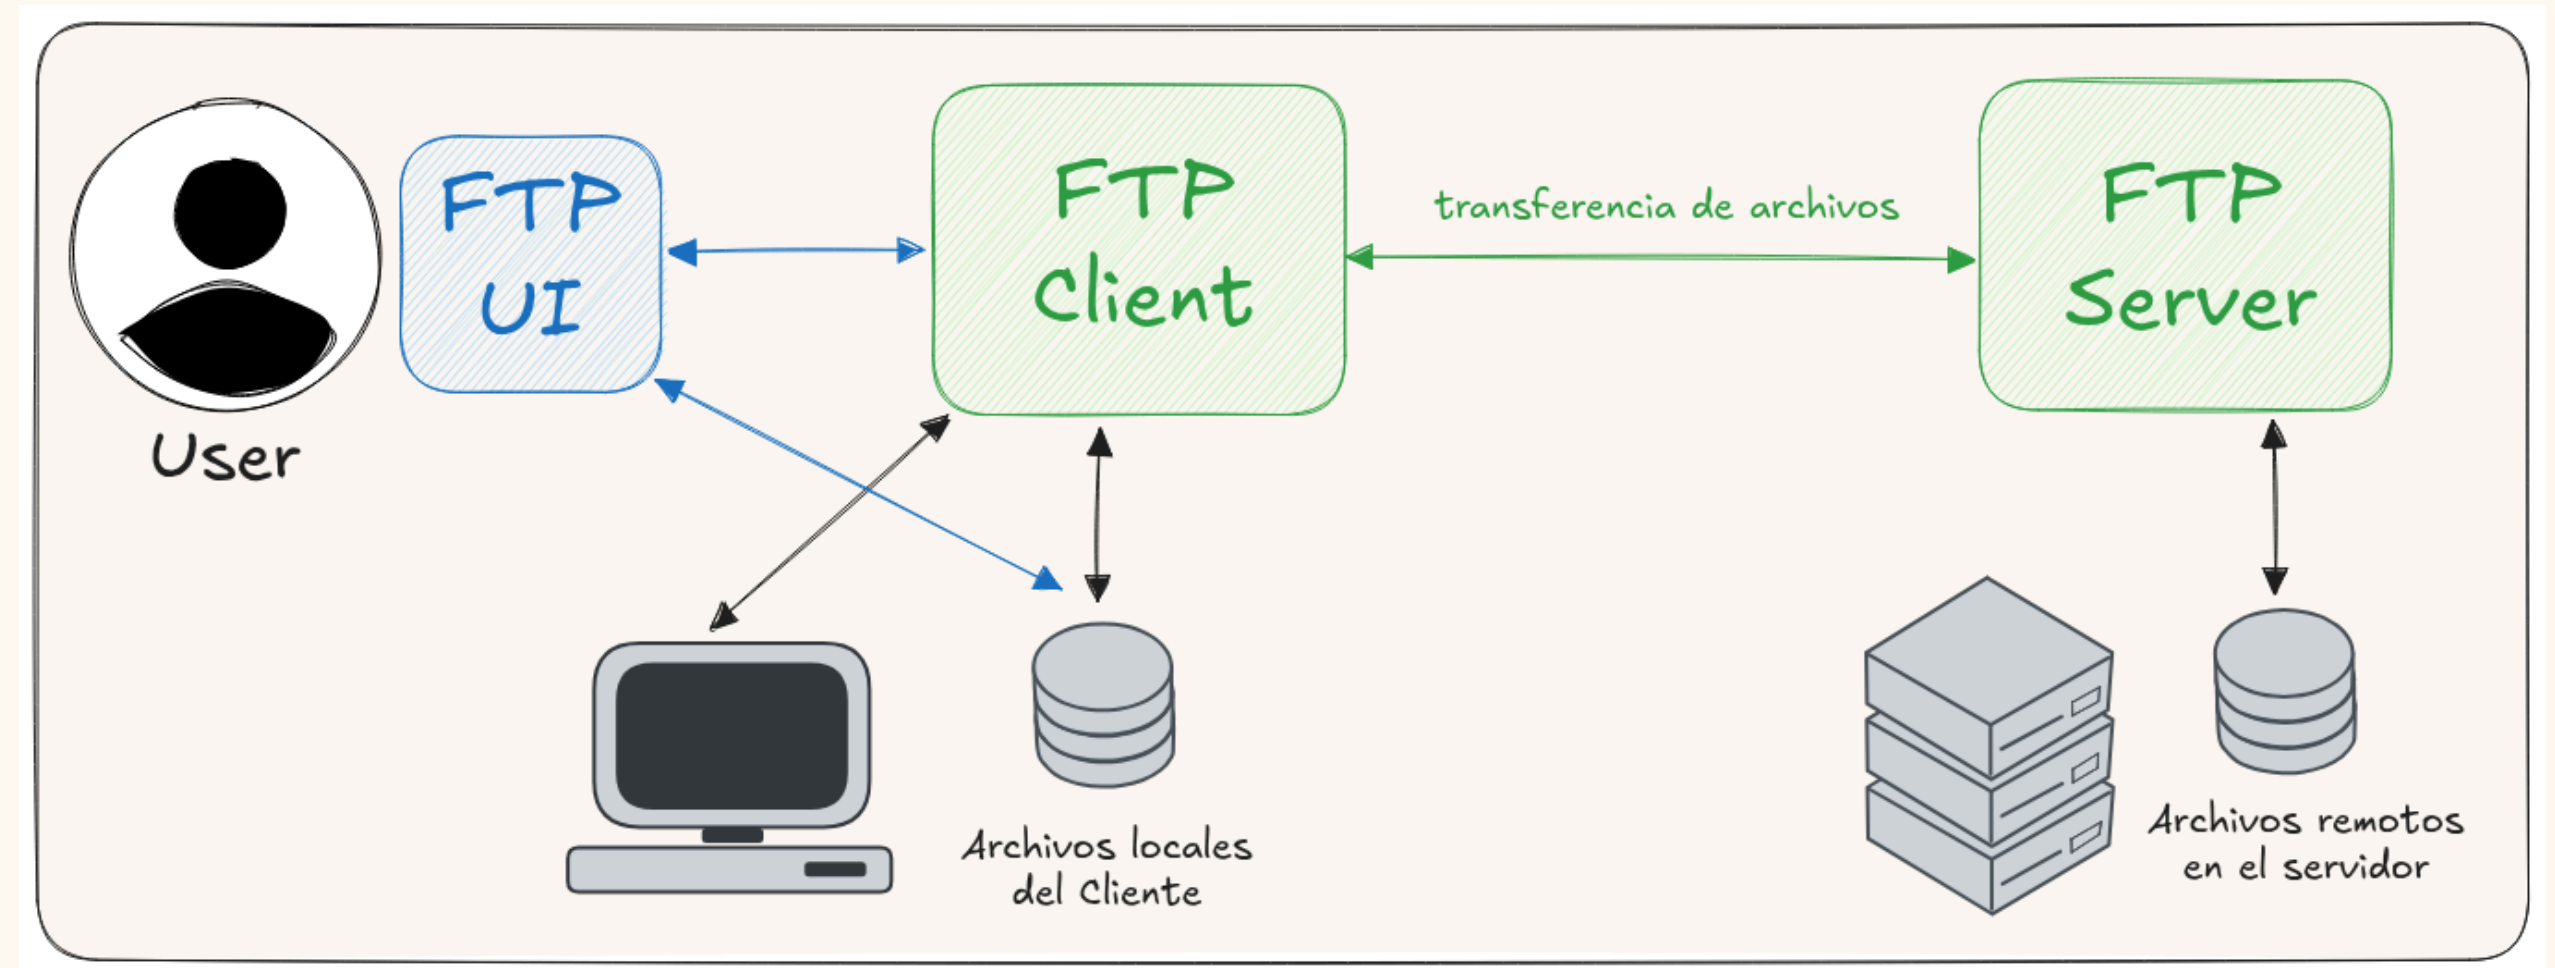 FTP
UI
User
FTP
Client
transferencia de archivos
FTP
Server
Archivos locales
del Cliente
Archivos remotos
en el servidor